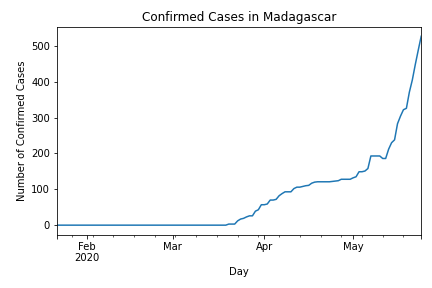 Confirmed Cases in Madagascar
Number of Confirmed Cases
500
400
300
200
100
0
Feb
2020
Mar
Apr
May
Day